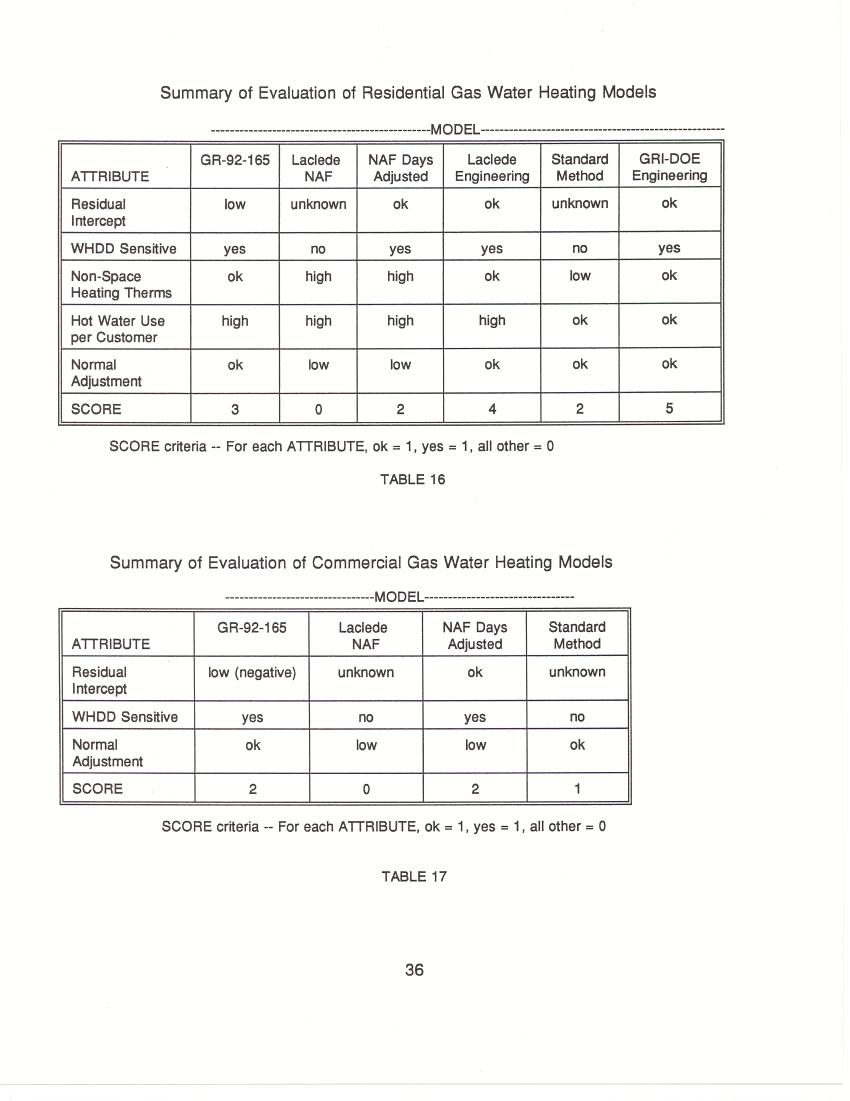 Summary of Evaluation of Residential Gas Water Heating Models
----------------------------------------------MODEL---------------------------------------------------
GR-92-165 Laclede NAF Days Laclede Standard GRI-DOE
ATTRIBUTE NAF Adjusted Engineering Method Engineering
Residual low unknown ok ok unknown ok
Intercept
WHDD Sensitive yes no yes yes no yes
Non-Space ok high high ok low ok
Heating Therms
Hot Water Use high high high high ok ok
per Customer
Normal ok low low ok ok ok
Adjustment
SCORE 3 0 2 4 2 5
SCORE criteria -- For each ATTRIBUTE, ok = 1, yes = 1, all other = 0
TABLE 16
Summary of Evaluation of Commercial Gas Water Heating Models
-------------------------------MODEL-------------------------------
GR-92-165 Laclede NAF Days Standard
ATTRIBUTE NAF Adjusted Method
Residual low (negative) unknown ok unknown
Intercept
WHDD Sensitive yes no yes no
Normal ok low low ok
Adjustment
SCORE 2 0 2 1
SCORE criteria -- For each ATTRIBUTE, ok = 1, yes = 1, all other = 0
TABLE 17
36